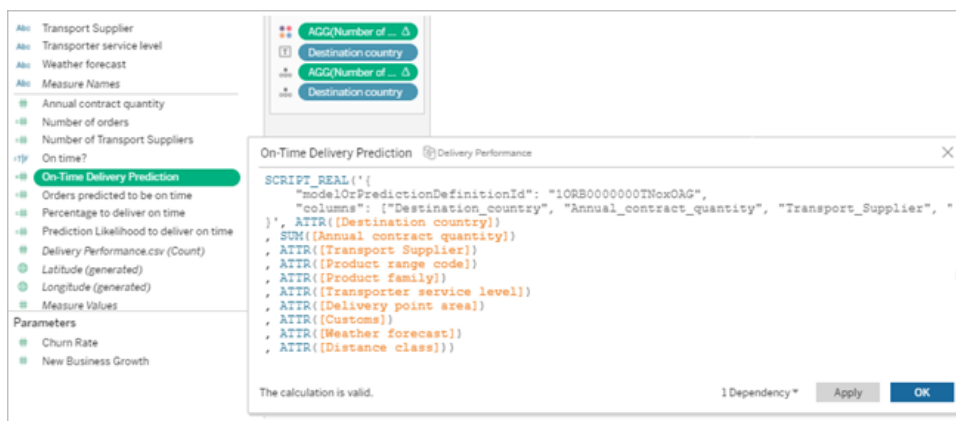 Abc Transport Supplier
Abc Transporter service level
Abc Weather forecast
Abc Measure Names
Annual contract quantity
Number of orders
Number of Transport Suppliers
On time?
On-Time Delivery Prediction
Orders predicted to be on time
Percentage to deliver on time
Prediction Likelihood to deliver on time
Delivery Performance.csv (Count)
Latitude (generated)
Longitude (generated)
Measure Values
Parameters
Churn Rate
New Business Growth
AGG(Number of ... Δ
Destination country
AGG(Number of ... Δ
Destination country
On-Time Delivery Prediction Delivery Performance
SCRIPT_REAL('{
"modelOrPredictionDefinitionId": "1ORB0000000TNoxOAG",
"columns": ["Destination_country", "Annual_contract_quantity", "Transport_Supplier", "
}', ATTR([Destination country])
, SUM([Annual contract quantity])
, ATTR([Transport Supplier])
, ATTR([Product range code])
, ATTR([Product family])
, ATTR([Transporter service level])
, ATTR([Delivery point area])
, ATTR([Customs])
, ATTR([Weather forecast])
, ATTR([Distance class]))
The calculation is valid.
1 Dependency
Apply
OK